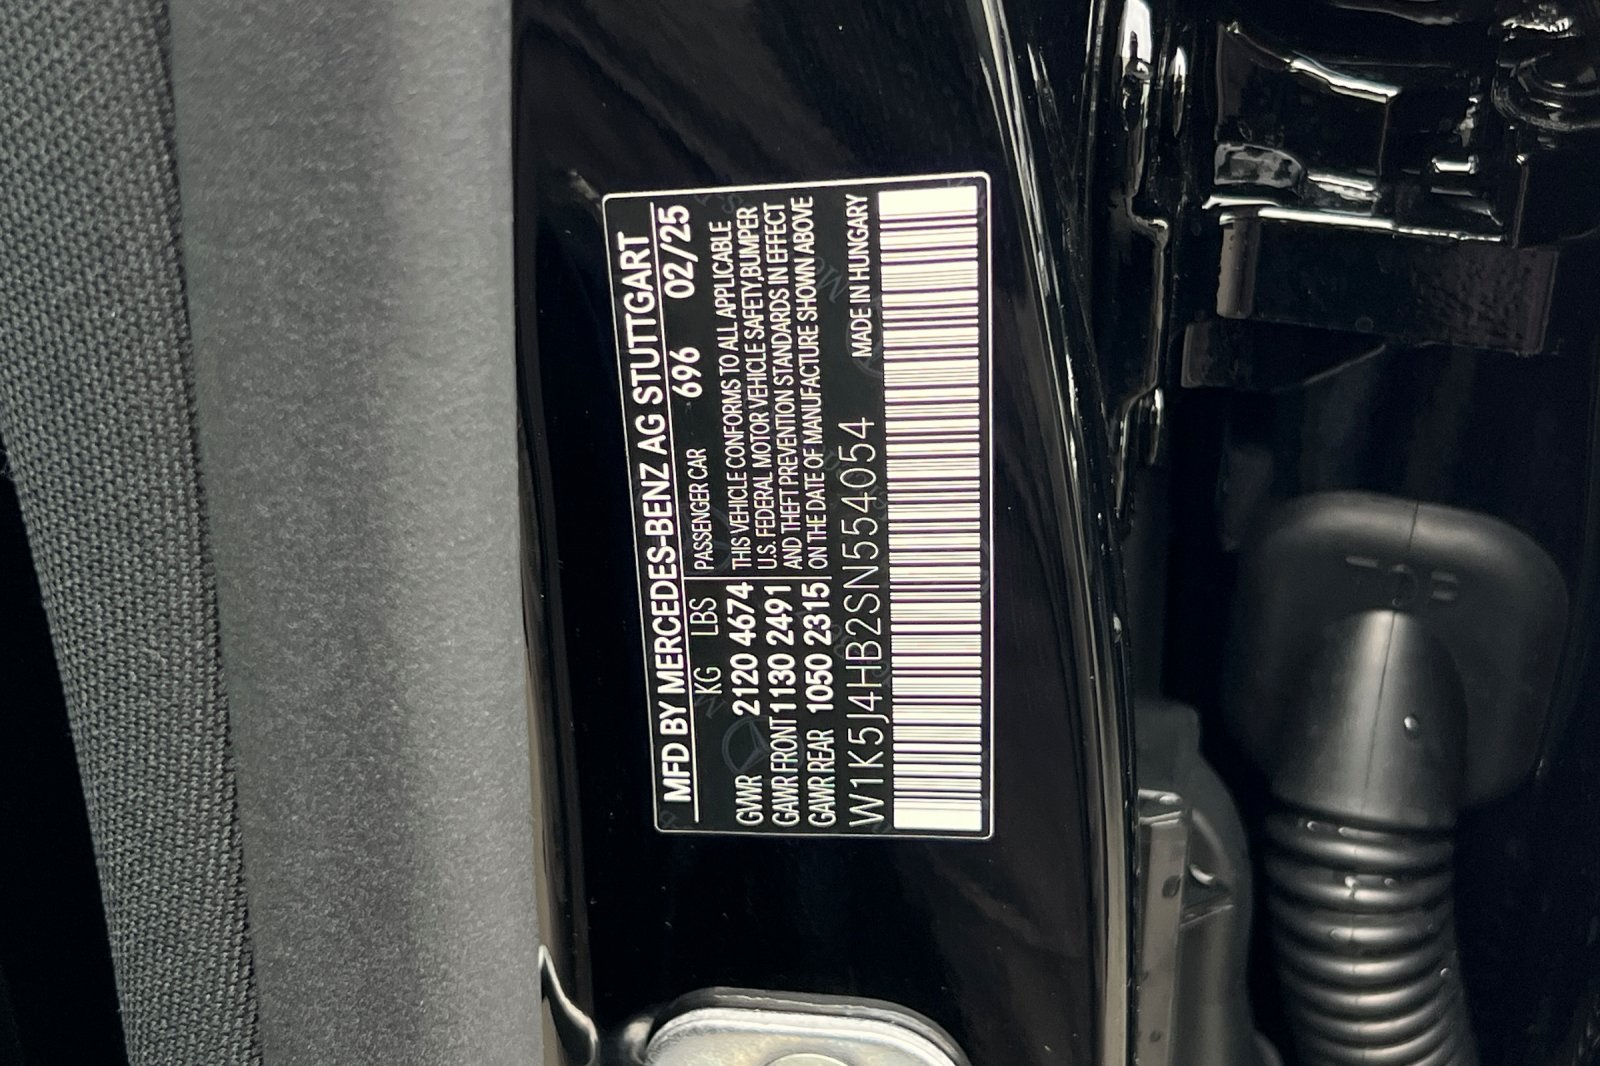 MFD BY MERCEDES-BENZ AG STUTTGART
KG LBS PASSENGER CAR 696 02/25
GVWR 2120 4674 THIS VEHICLE CONFORMS TO ALL APPLICABLE
U.S. FEDERAL MOTOR VEHICLE SAFETY,BUMPER
GAWR FRONT 1130 2491 AND THEFT PREVENTION STANDARDS IN EFFECT
GAWR REAR 1050 2315 ON THE DATE OF MANUFACTURE SHOWN ABOVE
W1K5J4HB2SN554054 MADE IN HUNGARY